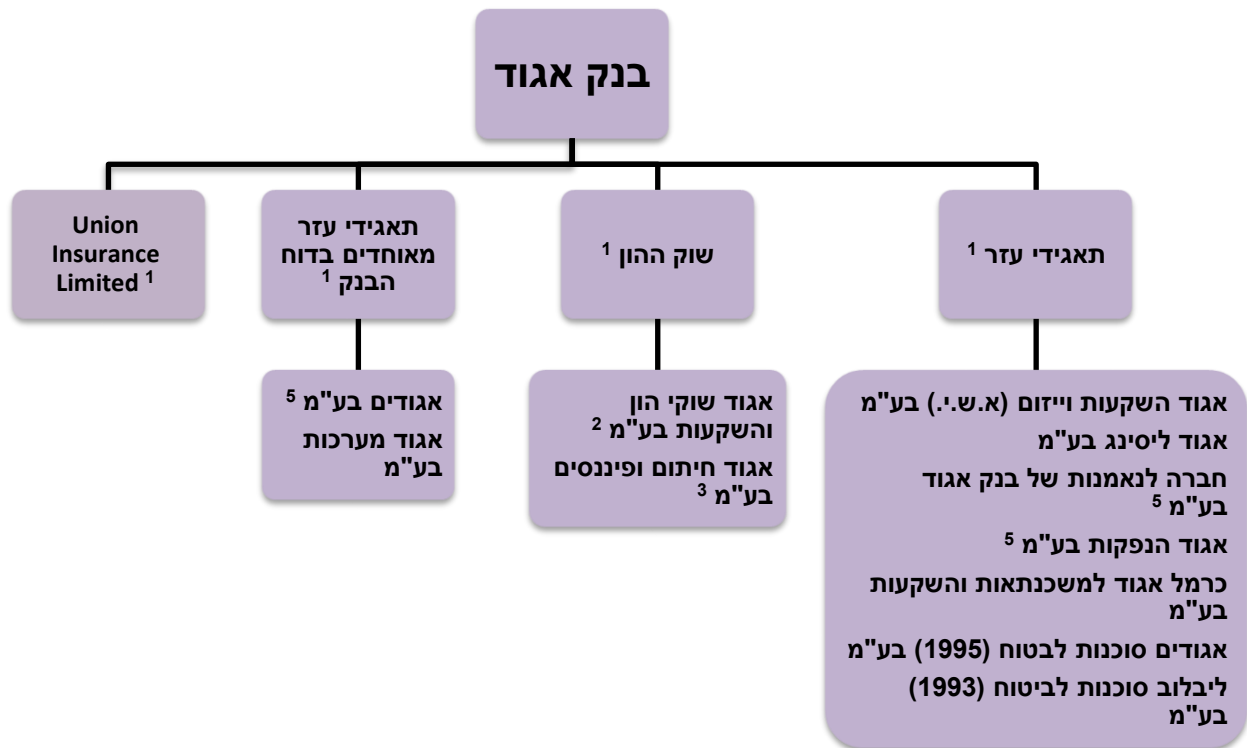 בנק אגוד
תאגידי עזר ¹
שוק ההון ¹
תאגידי עזר
מאוחדים בדוח
הבנק ¹
Union
Insurance
Limited ¹
אגוד השקעות וייזום (א.ש.י.) בע"מ
אגוד ליסינג בע"מ
חברה לנאמנות של בנק אגוד
בע"מ ⁵
אגוד הנפקות בע"מ ⁵
כרמל אגוד למשכנתאות והשקעות
בע"מ
אגודים סוכנות לבטוח (1995) בע"מ
ליבלוב סוכנות לביטוח (1993)
בע"מ
אגוד שוקי הון
והשקעות בע"מ ²
אגוד חיתום ופיננסים
בע"מ ³
אגודים בע"מ ⁵
אגוד מערכות
בע"מ